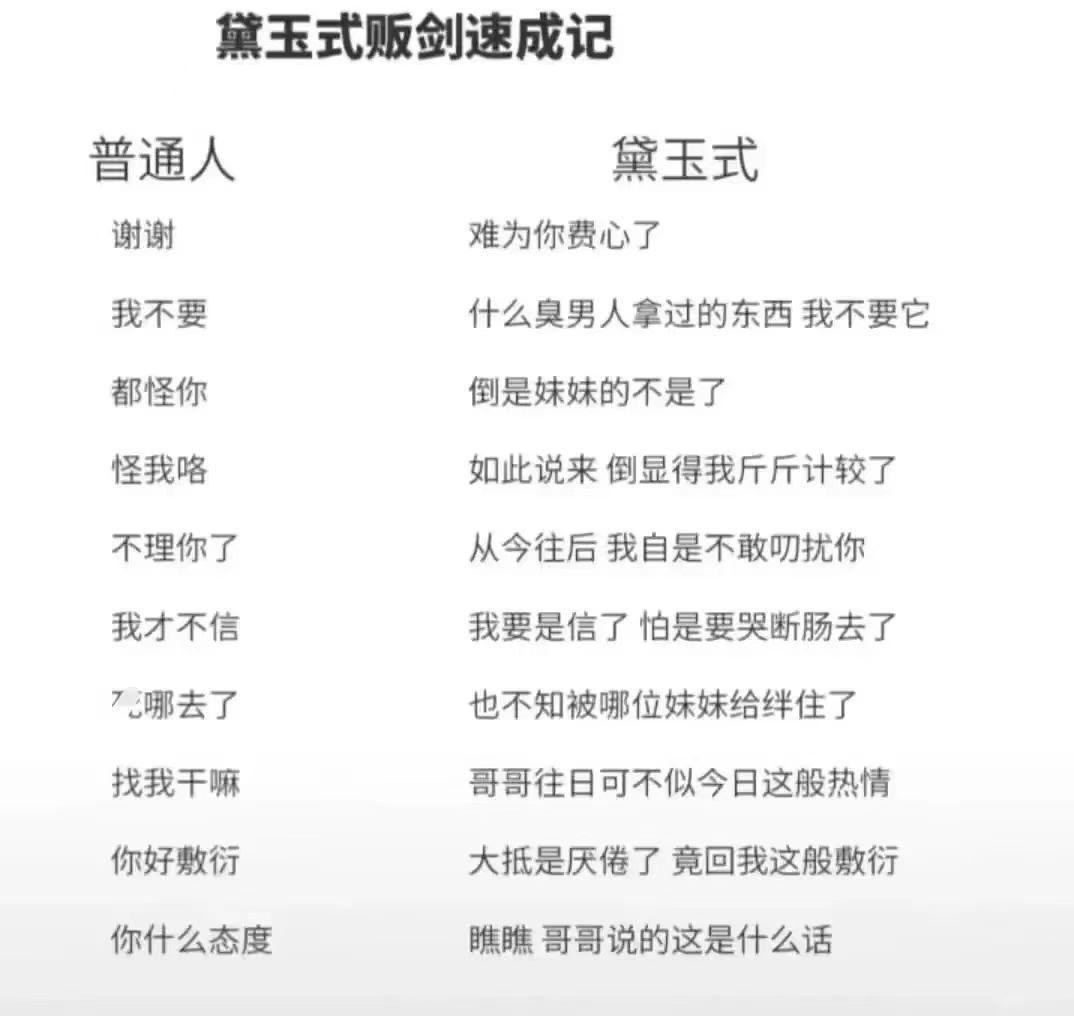 黛玉式贩剑速成记
普通人 黛玉式
谢谢 难为你费心了
我不要 什么臭男人拿过的东西 我不要它
都怪你 倒是妹妹的不是了
怪我咯 如此说来 倒显得我斤斤计较了
不理你了 从今往后 我自是不敢叨扰你
我才不信 我要是信了 怕是要哭断肠去了
哪去了 也不知被哪位妹妹给绊住了
找我干嘛 哥哥往日可不似今日这般热情
你好敷衍 大抵是厌倦了 竟回我这般敷衍
你什么态度 瞧瞧 哥哥说的这是什么话